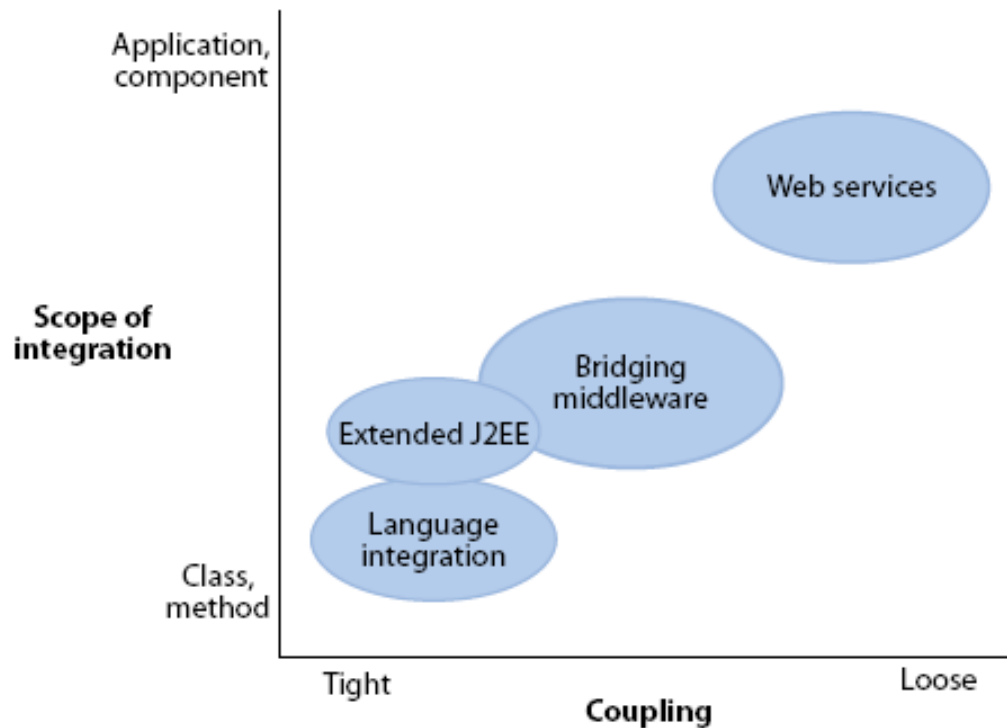 Application,
component
Web services
Scope of
integration
Bridging
middleware
Extended J2EE
Language
integration
Class,
method
Tight
Loose
Coupling